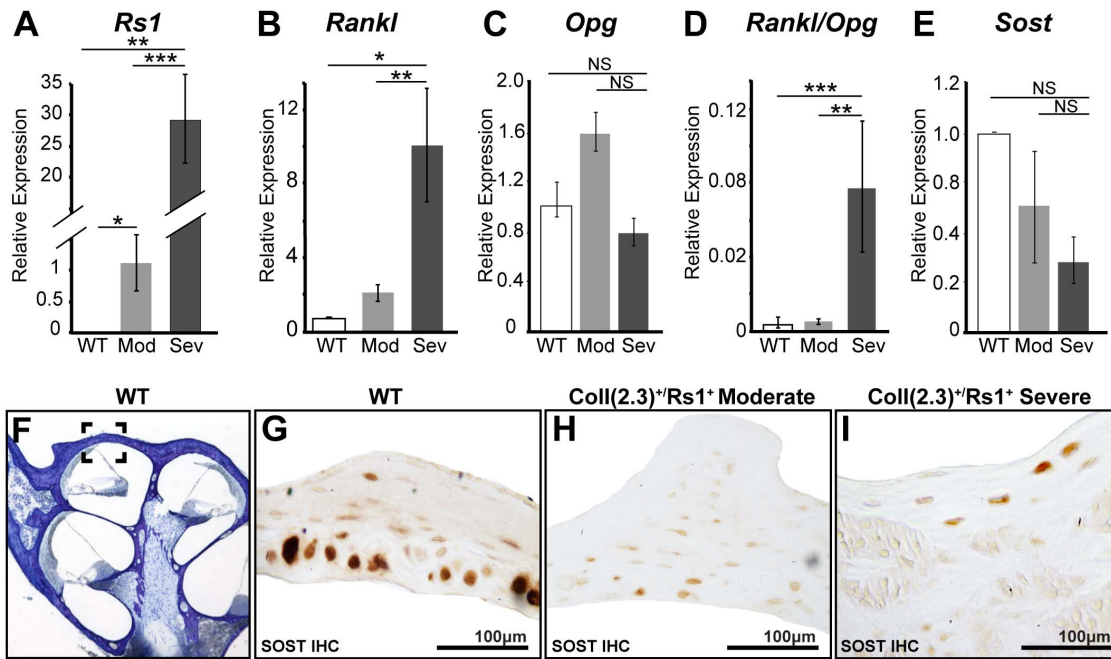 A Rs1
**
***
Relative Expression
35
30
25
20
1
0.5
0
*
WT Mod Sev
B Rankl
*
**
Relative Expression
12
8
4
0
WT Mod Sev
C Opg
NS
NS
Relative Expression
2.0
1.6
1.2
0.8
0.4
0
WT Mod Sev
D Rankl/Opg
***
**
Relative Expression
0.12
0.08
0.04
0
WT Mod Sev
E Sost
NS
NS
Relative Expression
1.0
0.8
0.6
0.4
0.2
0
WT Mod Sev
WT
F
WT
G
SOST IHC
100µm
Coll(2.3)+/Rs1+ Moderate
H
SOST IHC
100µm
Coll(2.3)+/Rs1+ Severe
I
SOST IHC
100µm